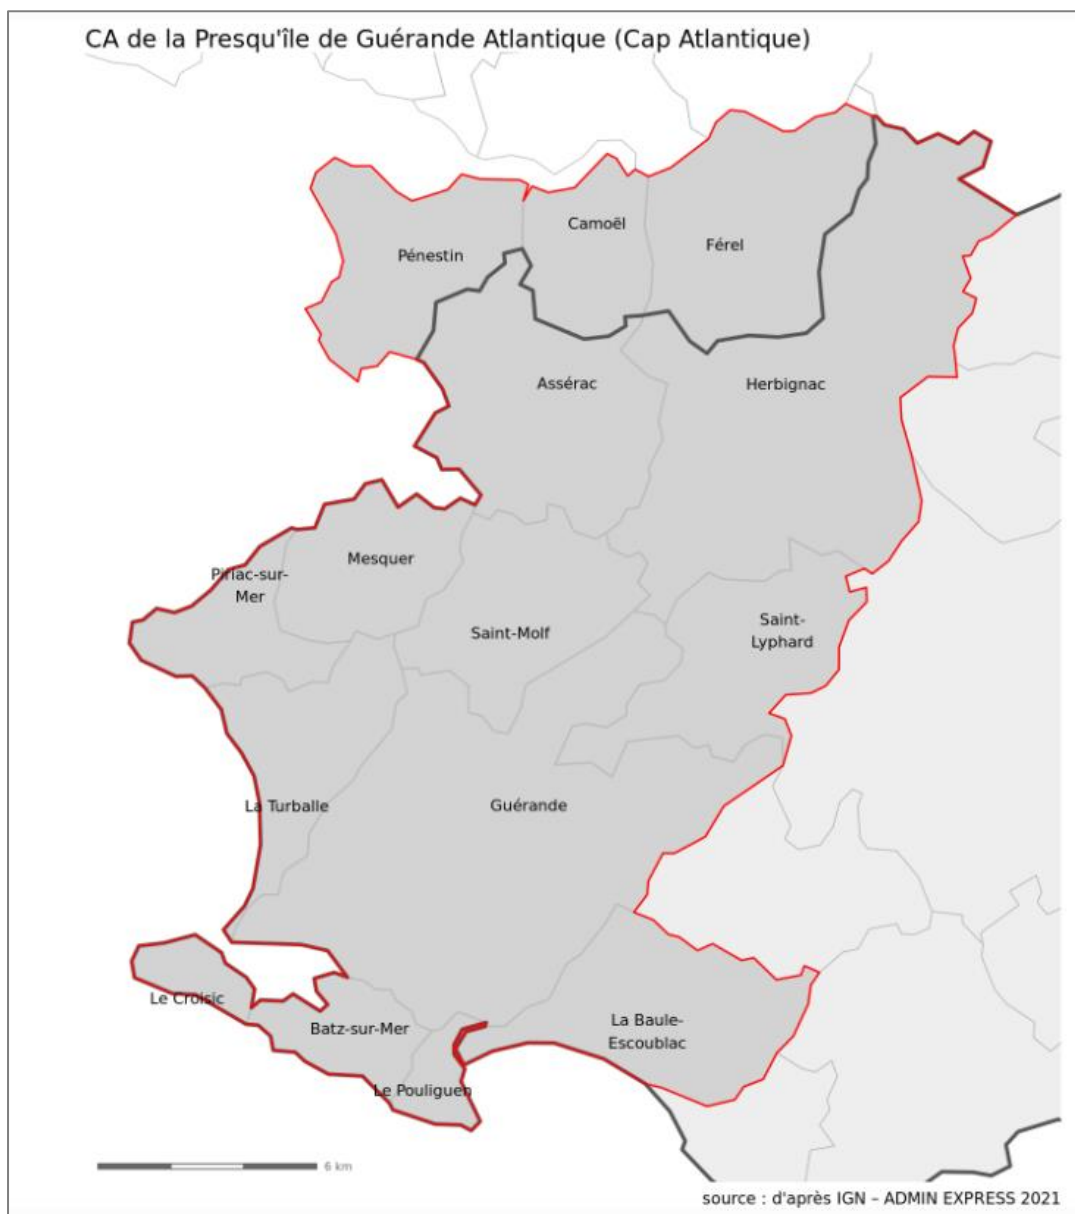 CA de la Presqu'île de Guérande Atlantique (Cap Atlantique)
Camoël
Férel
Pénestin
Assérac
Herbignac
Mesquer
Piriac-sur-
Mer
Saint-Molf
Saint-
Lyphard
La Turballe
Guérande
Le Croisic
Batz-sur-Mer
La Baule-
Escoublac
Le Pouliguen
6 km
source : d'après IGN – ADMIN EXPRESS 2021